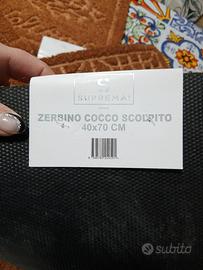 SUPREMA!
ZERBINO COCCO SCOLPITO
40x70 CM
subito